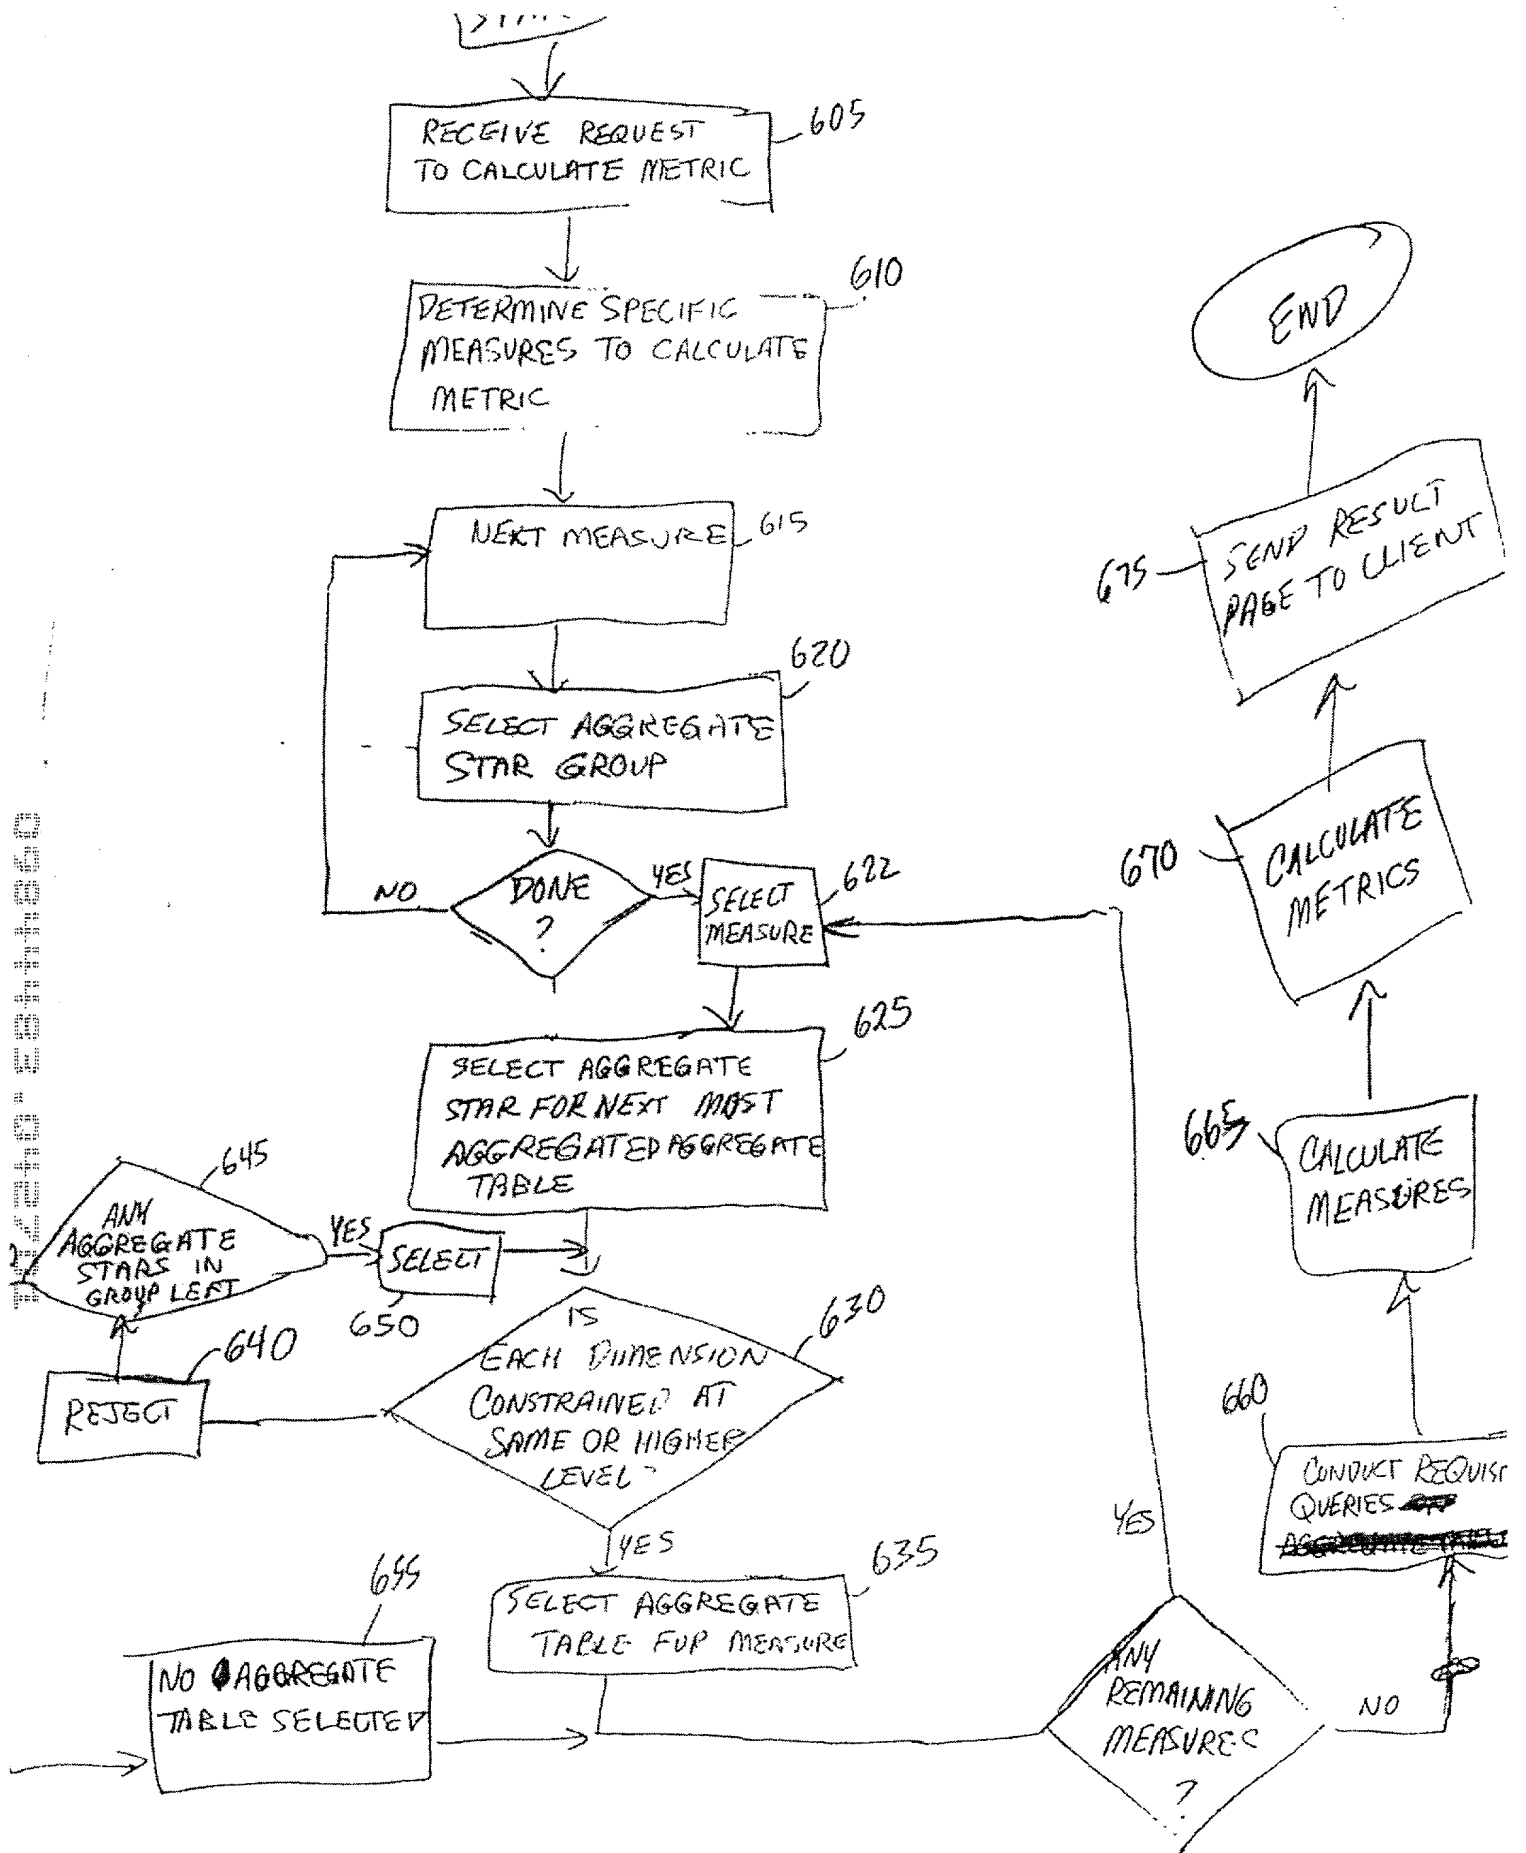 RECEIVE REQUEST
TO CALCULATE METRIC
605
DETERMINE SPECIFIC
MEASURES TO CALCULATE
METRIC
610
NEXT MEASURE
615
SELECT AGGREGATE
STAR GROUP
620
DONE
?
NO
YES
SELECT
MEASURE
622
SELECT AGGREGATE
STAR FOR NEXT MOST
AGGREGATED AGGREGATE
TABLE
625
ANY
AGGREGATE
STARS IN
GROUP LEFT
645
YES
SELECT
650
IS
EACH DIMENSION
CONSTRAINED AT
SAME OR HIGHER
LEVEL?
630
REJECT
640
YES
SELECT AGGREGATE
TABLE FOR MEASURE
635
NO AGGREGATE
TABLE SELECTED
655
ANY
REMAINING
MEASURES
?
YES
NO
CONDUCT REQUIS
QUERIES
660
CALCULATE
MEASURES
665
CALCULATE
METRICS
670
SEND RESULT
PAGE TO CLIENT
675
END